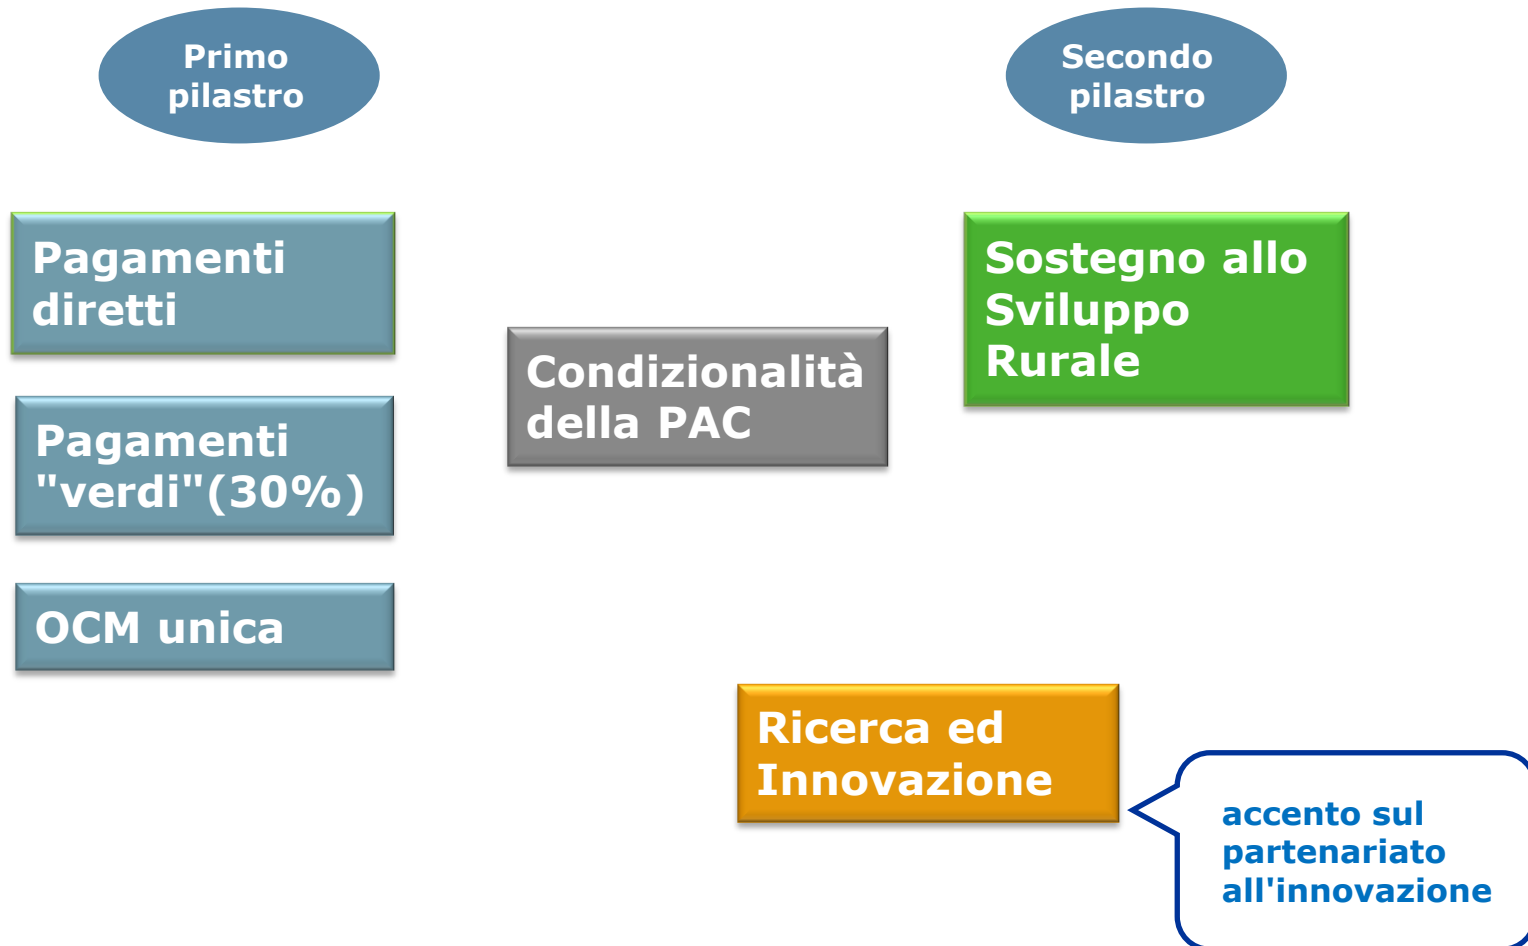 Primo
pilastro
Secondo
pilastro
Pagamenti
diretti
Sostegno allo
Sviluppo
Rurale
Condizionalità
della PAC
Pagamenti
"verdi"(30%)
OCM unica
Ricerca ed
Innovazione
accento sul
partenariato
all'innovazione